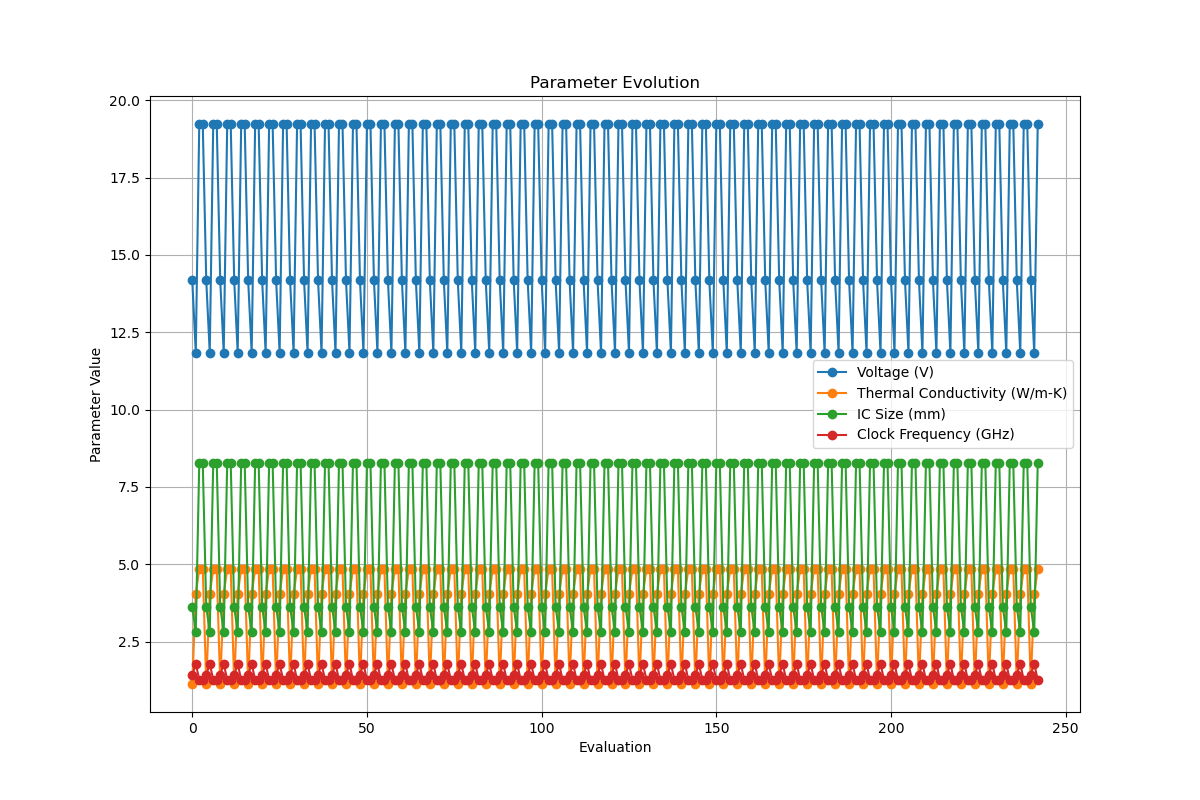 Parameter Evolution
20.0
17.5
15.0
12.5
10.0
7.5
5.0
2.5
Parameter Value
Voltage (V)
Thermal Conductivity (W/m-K)
IC Size (mm)
Clock Frequency (GHz)
0 50 100 150 200 250
Evaluation